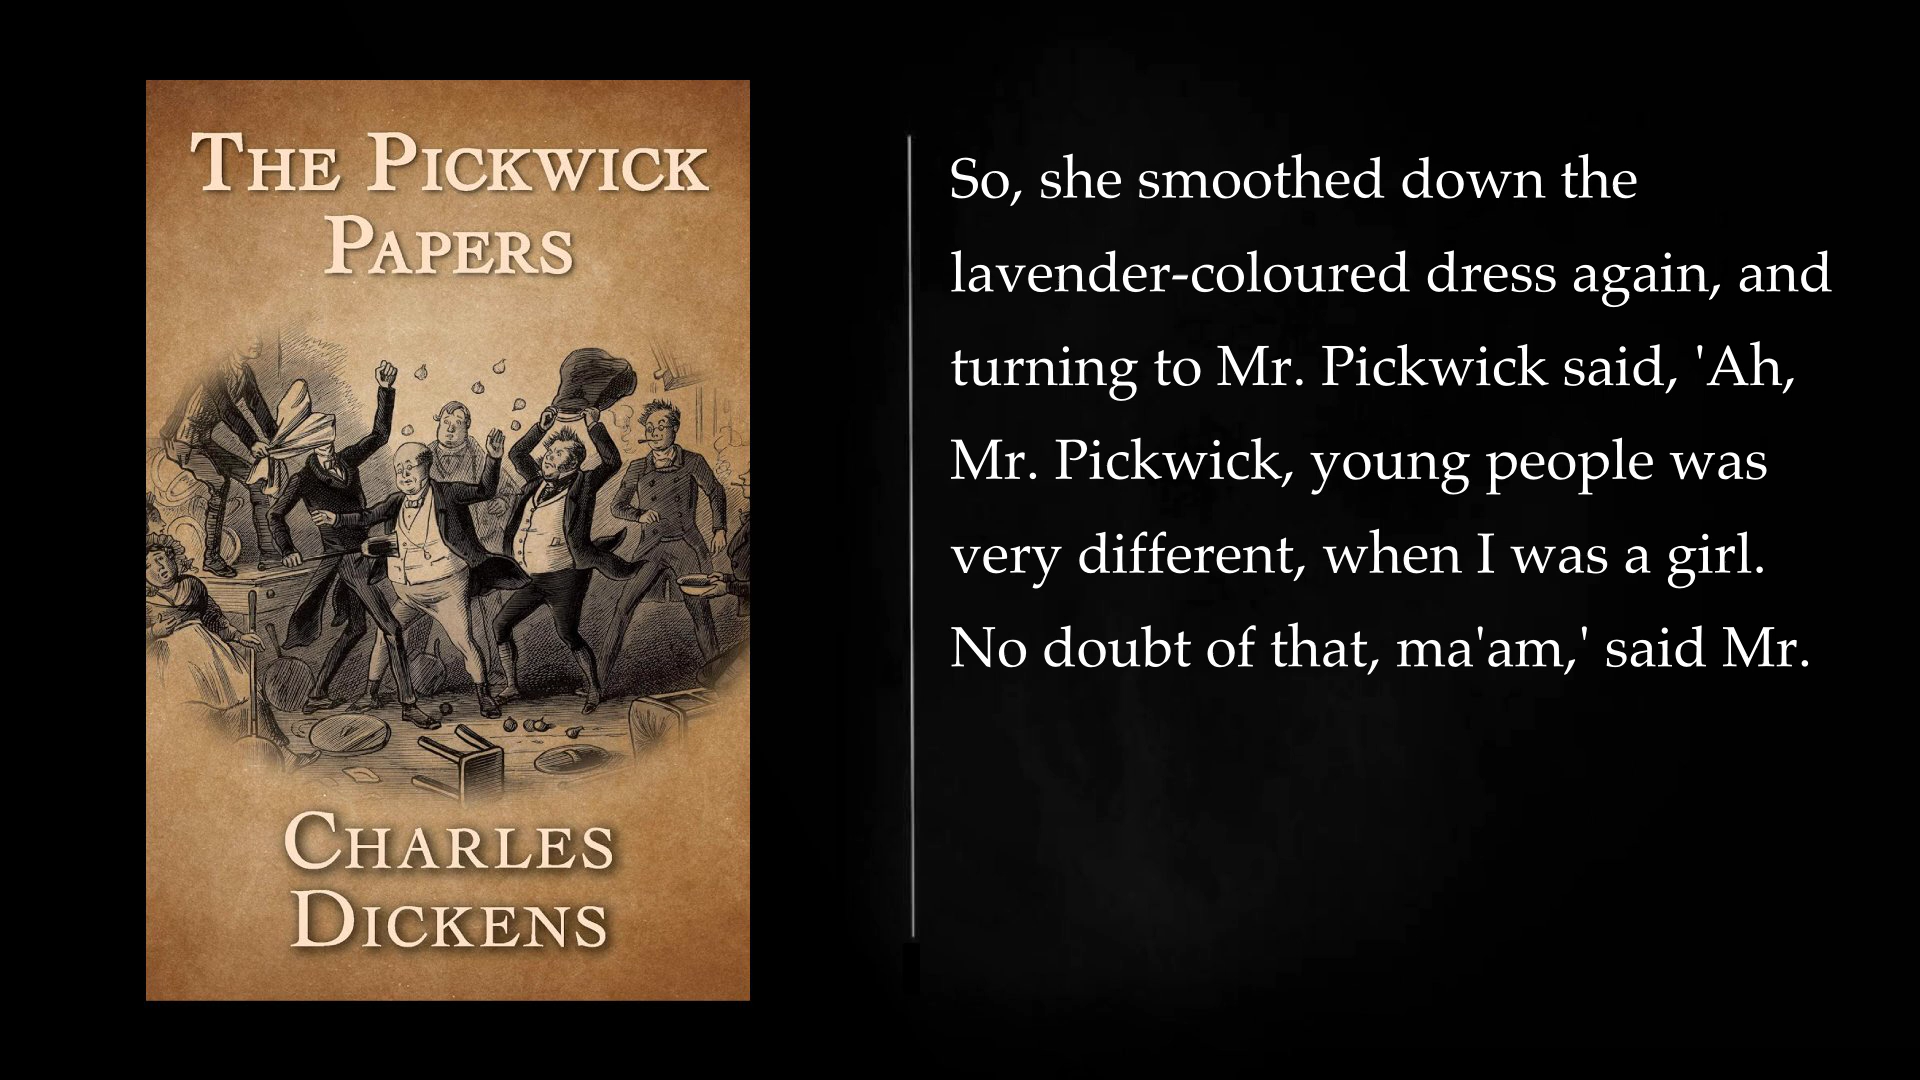 The Pickwick
Papers
Charles
Dickens
So, she smoothed down the
lavender-coloured dress again, and
turning to Mr. Pickwick said, 'Ah,
Mr. Pickwick, young people was
very different, when I was a girl.
No doubt of that, ma'am,' said Mr.